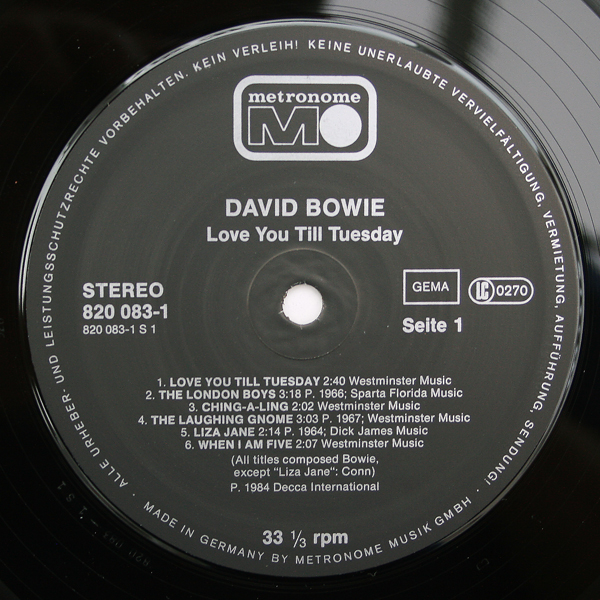 · ALLE URHEBER- UND LEISTUNGSSCHUTZRECHTE VORBEHALTEN. KEIN VERLEIH! KEINE UNERLAUBTE VERVIELFÄLTIGUNG, VERMIETUNG, AUFFÜHRUNG, SENDUNG! ·
metronome
DAVID BOWIE
Love You Till Tuesday
STEREO
820 083-1
820 083-1 S 1
GEMA
LC 0270
Seite 1
1. LOVE YOU TILL TUESDAY 2:40 Westminster Music
2. THE LONDON BOYS 3:18 P. 1966; Sparta Florida Music
3. CHING-A-LING 2:02 Westminster Music
4. THE LAUGHING GNOME 3:03 P. 1967; Westminster Music
5. LIZA JANE 2:14 P. 1964; Dick James Music
6. WHEN I AM FIVE 2:07 Westminster Music
(All titles composed Bowie,
except "Liza Jane": Conn)
P. 1984 Decca International
33 ⅓ rpm
MADE IN GERMANY BY METRONOME MUSIK GMBH